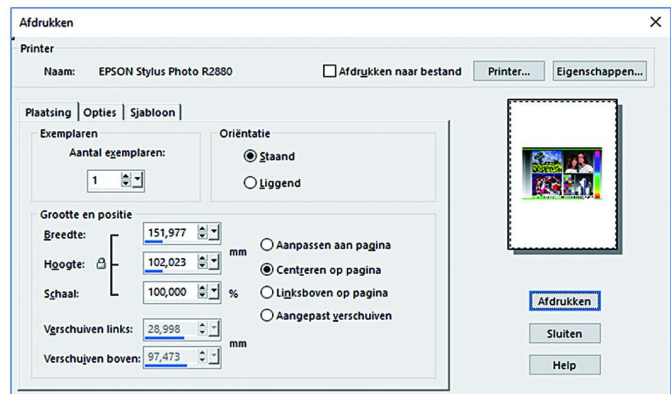 Afdrukken
Printer
Naam: EPSON Stylus Photo R2880 Afdrukken naar bestand Printer... Eigenschappen...
Plaatsing Opties Sjabloon
Exemplaren
Aantal exemplaren:
1
Oriëntatie
Staand
Liggend
Grootte en positie
Breedte: 151,977
Hoogte: 102,023
mm
Schaal: 100,000 %
Verschuiven links: 28,998
Verschuiven boven: 97,473
mm
Aanpassen aan pagina
Centreren op pagina
Linksboven op pagina
Aangepast verschuiven
Afdrukken
Sluiten
Help